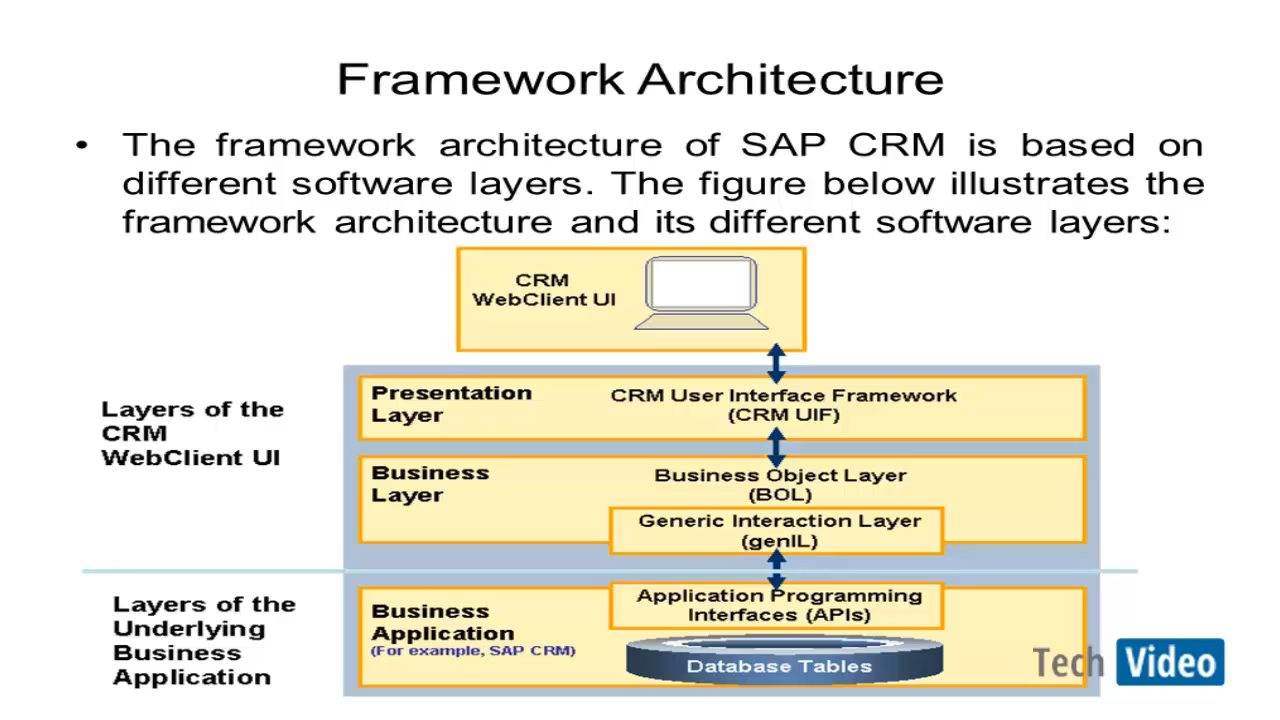 Framework Architecture
• The framework architecture of SAP CRM is based on
different software layers. The figure below illustrates the
framework architecture and its different software layers:
CRM
WebClient UI
Layers of the
CRM
WebClient UI
Presentation
Layer
CRM User Interface Framework
(CRM UIF)
Business
Layer
Business Object Layer
(BOL)
Generic Interaction Layer
(genIL)
Layers of the
Underlying
Business
Application
Business
Application
(For example, SAP CRM)
Application Programming
Interfaces (APIs)
Database Tables
Tech Video